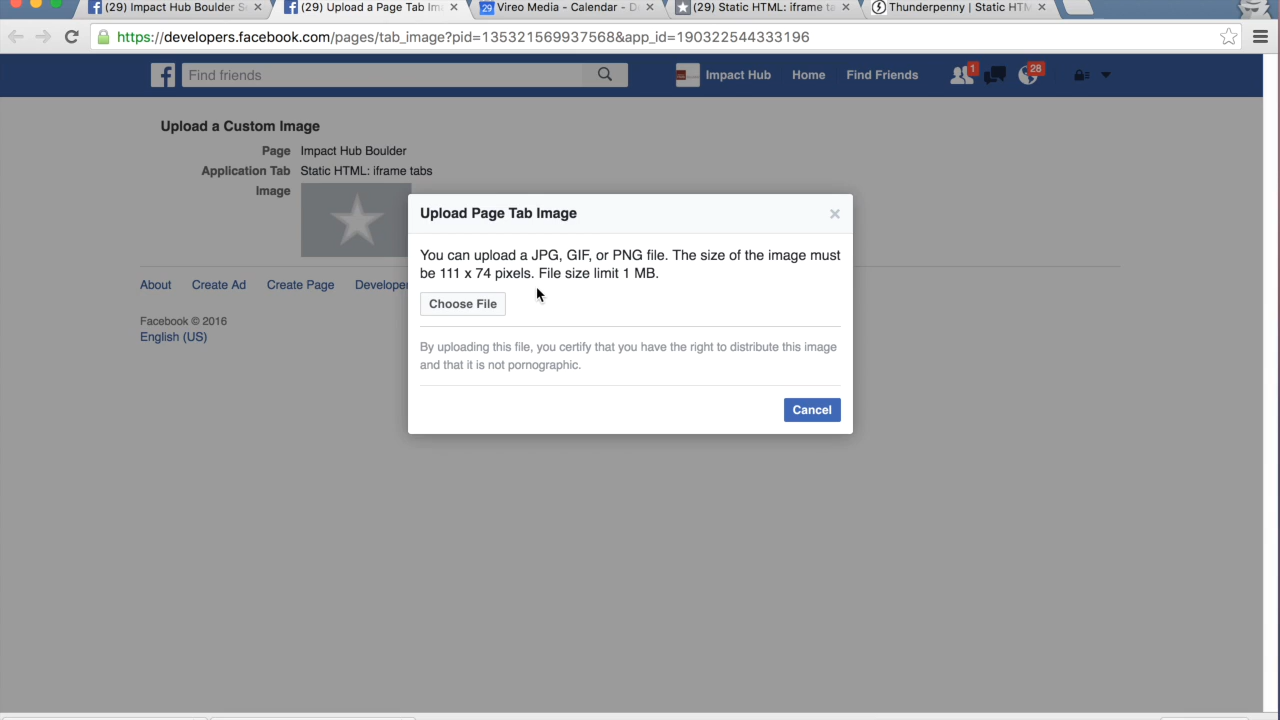 (29) Impact Hub Boulder S
(29) Upload a Page Tab Im
29 Vireo Media - Calendar - D
(29) Static HTML: iframe ta
Thunderpenny | Static HTM
https://developers.facebook.com/pages/tab_image?pid=135321569937568&app_id=190322544333196
Find friends
Impact Hub
Home
Find Friends
1
28
Upload a Custom Image
Page Impact Hub Boulder
Application Tab Static HTML: iframe tabs
Image
Upload Page Tab Image
You can upload a JPG, GIF, or PNG file. The size of the image must
be 111 x 74 pixels. File size limit 1 MB.
Choose File
By uploading this file, you certify that you have the right to distribute this image
and that it is not pornographic.
Cancel
About Create Ad Create Page Developer
Facebook © 2016
English (US)